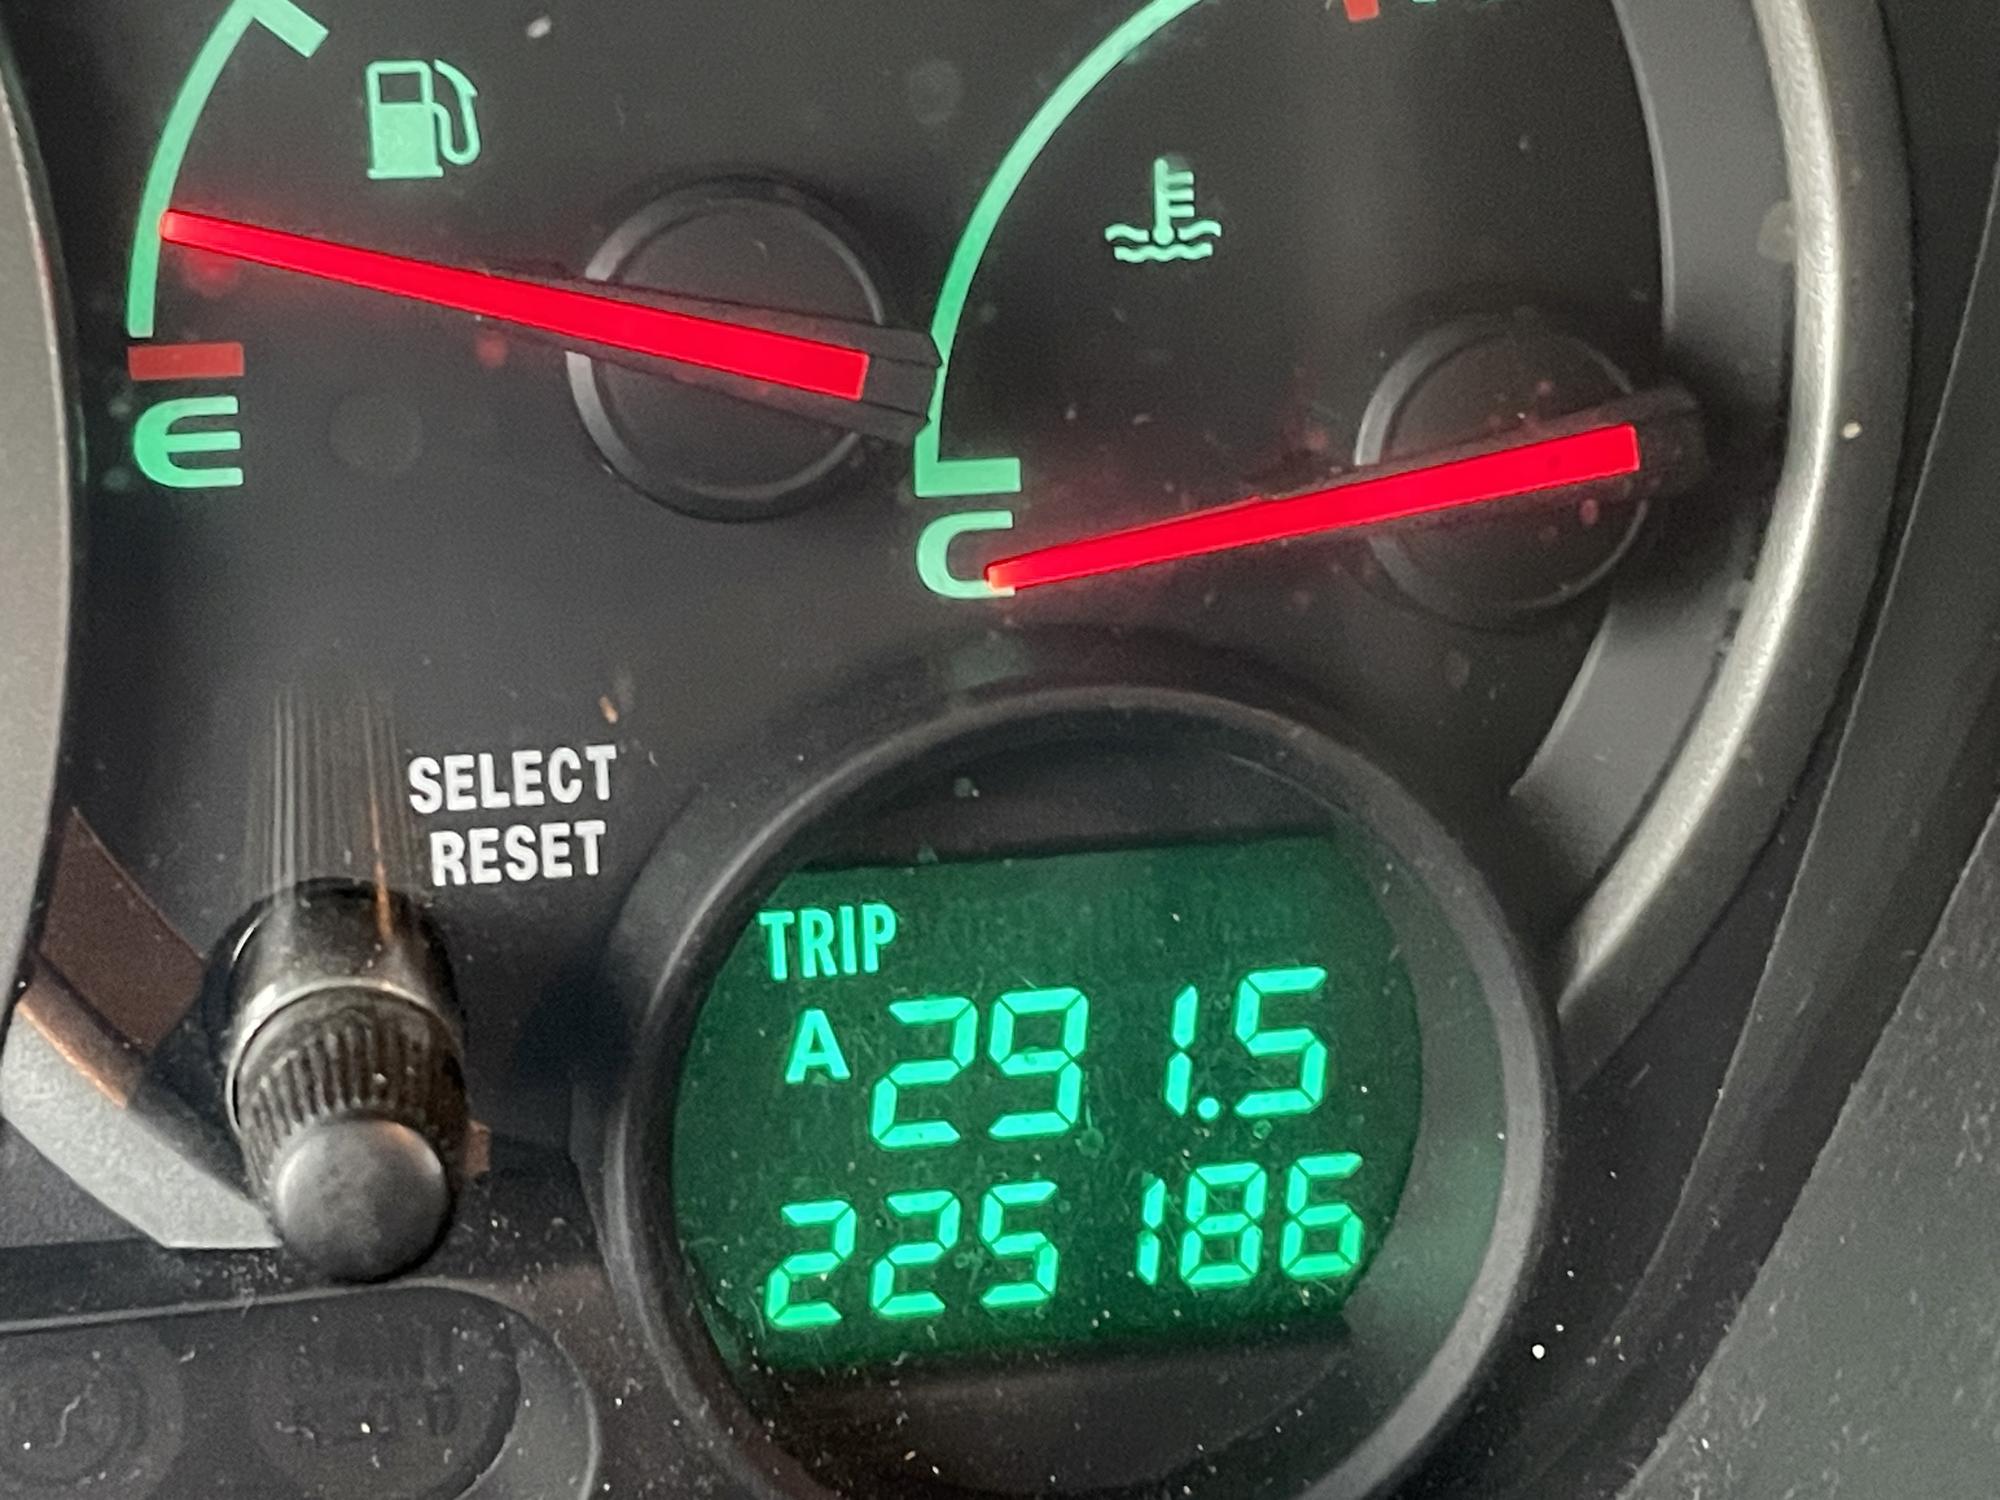 E
C
SELECT
RESET
TRIP
A 291.5
225186